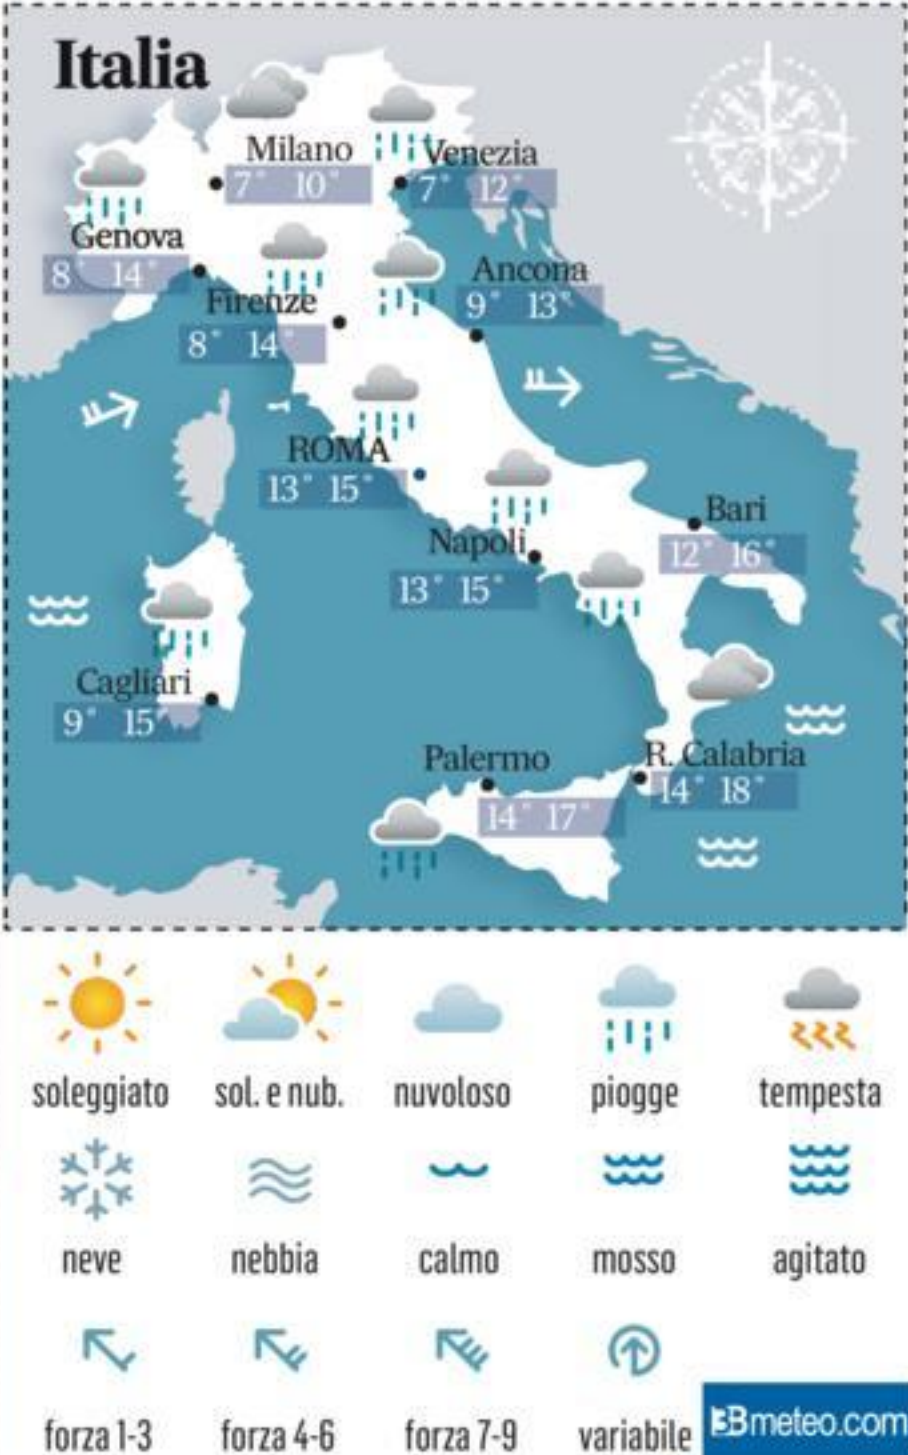 Italia
Milano
7° 10°
Venezia
7° 12°
Genova
8° 14°
Ancona
9° 13°
Firenze
8° 14°
ROMA
13° 15°
Bari
12° 16°
Napoli
13° 15°
Cagliari
9° 15°
Palermo
14° 17°
R. Calabria
14° 18°
soleggiato sol. e nub. nuvoloso piogge tempesta
neve nebbia calmo mosso agitato
forza 1-3 forza 4-6 forza 7-9 variabile
3Bmeteo.com